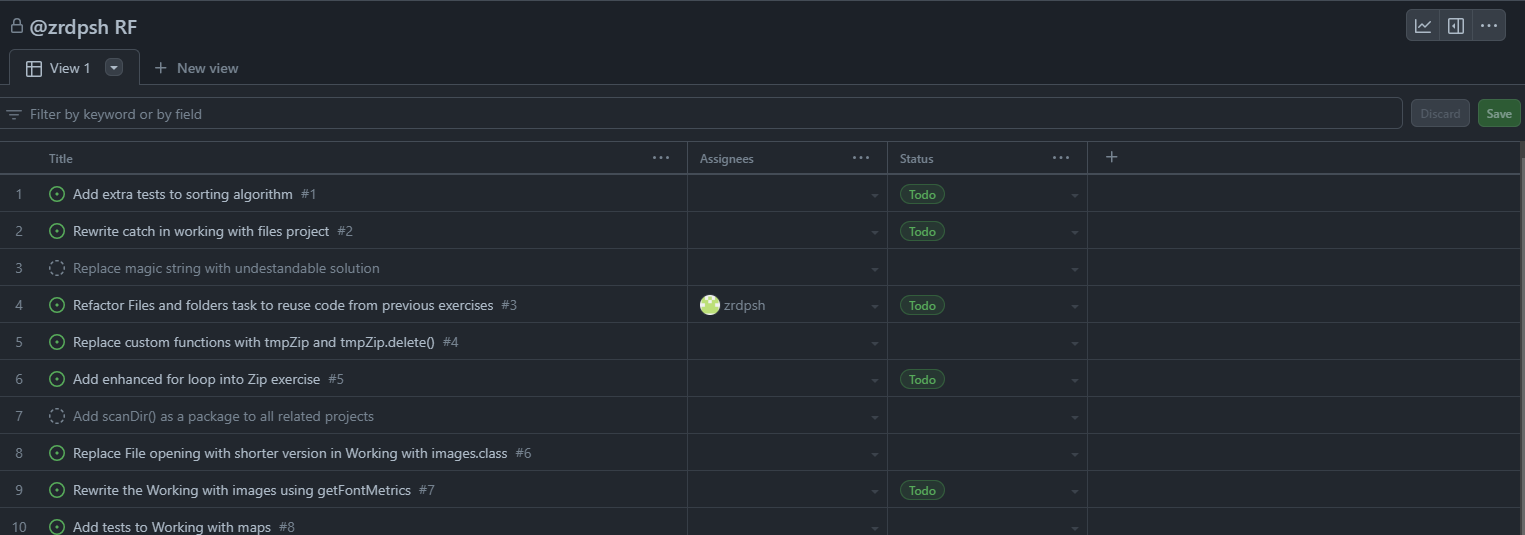 @zrdpsh RF
View 1
New view
Filter by keyword or by field
Discard
Save
Title
Assignees
Status
1 Add extra tests to sorting algorithm #1 Todo
2 Rewrite catch in working with files project #2 Todo
3 Replace magic string with undestandable solution
4 Refactor Files and folders task to reuse code from previous exercises #3 zrdpsh Todo
5 Replace custom functions with tmpZip and tmpZip.delete() #4
6 Add enhanced for loop into Zip exercise #5 Todo
7 Add scanDir() as a package to all related projects
8 Replace File opening with shorter version in Working with images.class #6
9 Rewrite the Working with images using getFontMetrics #7 Todo
10 Add tests to Working with maps #8